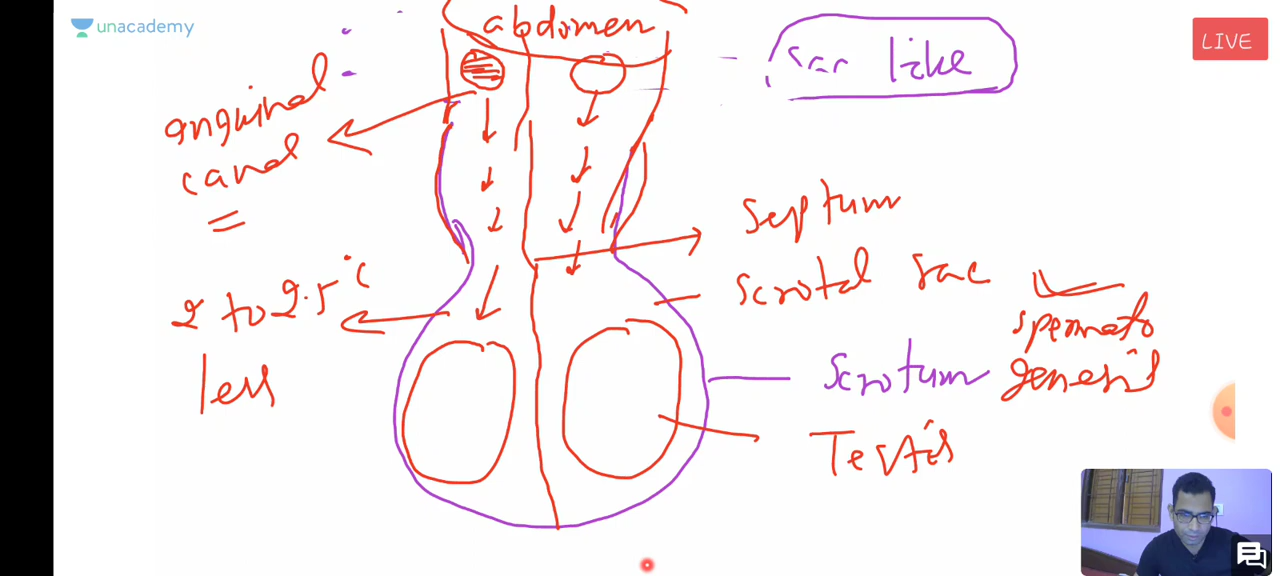 unacademy
LIVE
abdomen
sac like
anguinal
canal
=
septum
scrotal sac
spermato
genesis
2 to 2.5°C
less
scrotum
Testis